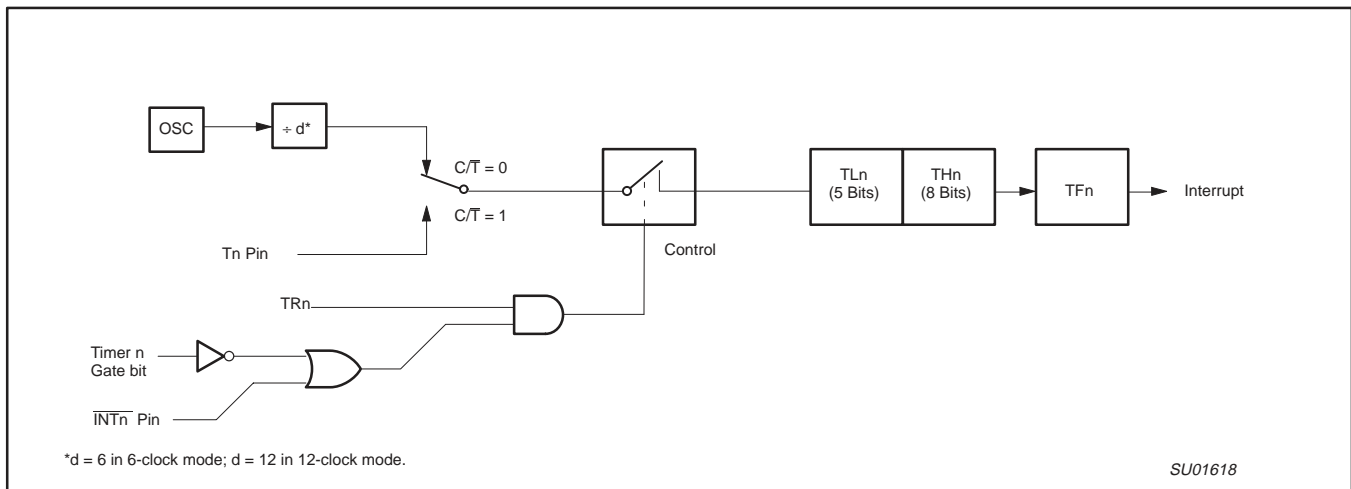 OSC
÷ d*
C/T̅ = 0
C/T̅ = 1
Tn Pin
Control
TLn
(5 Bits)
THn
(8 Bits)
TFn
Interrupt
TRn
Timer n
Gate bit
I̅N̅T̅n̅ Pin
*d = 6 in 6-clock mode; d = 12 in 12-clock mode.
SU01618